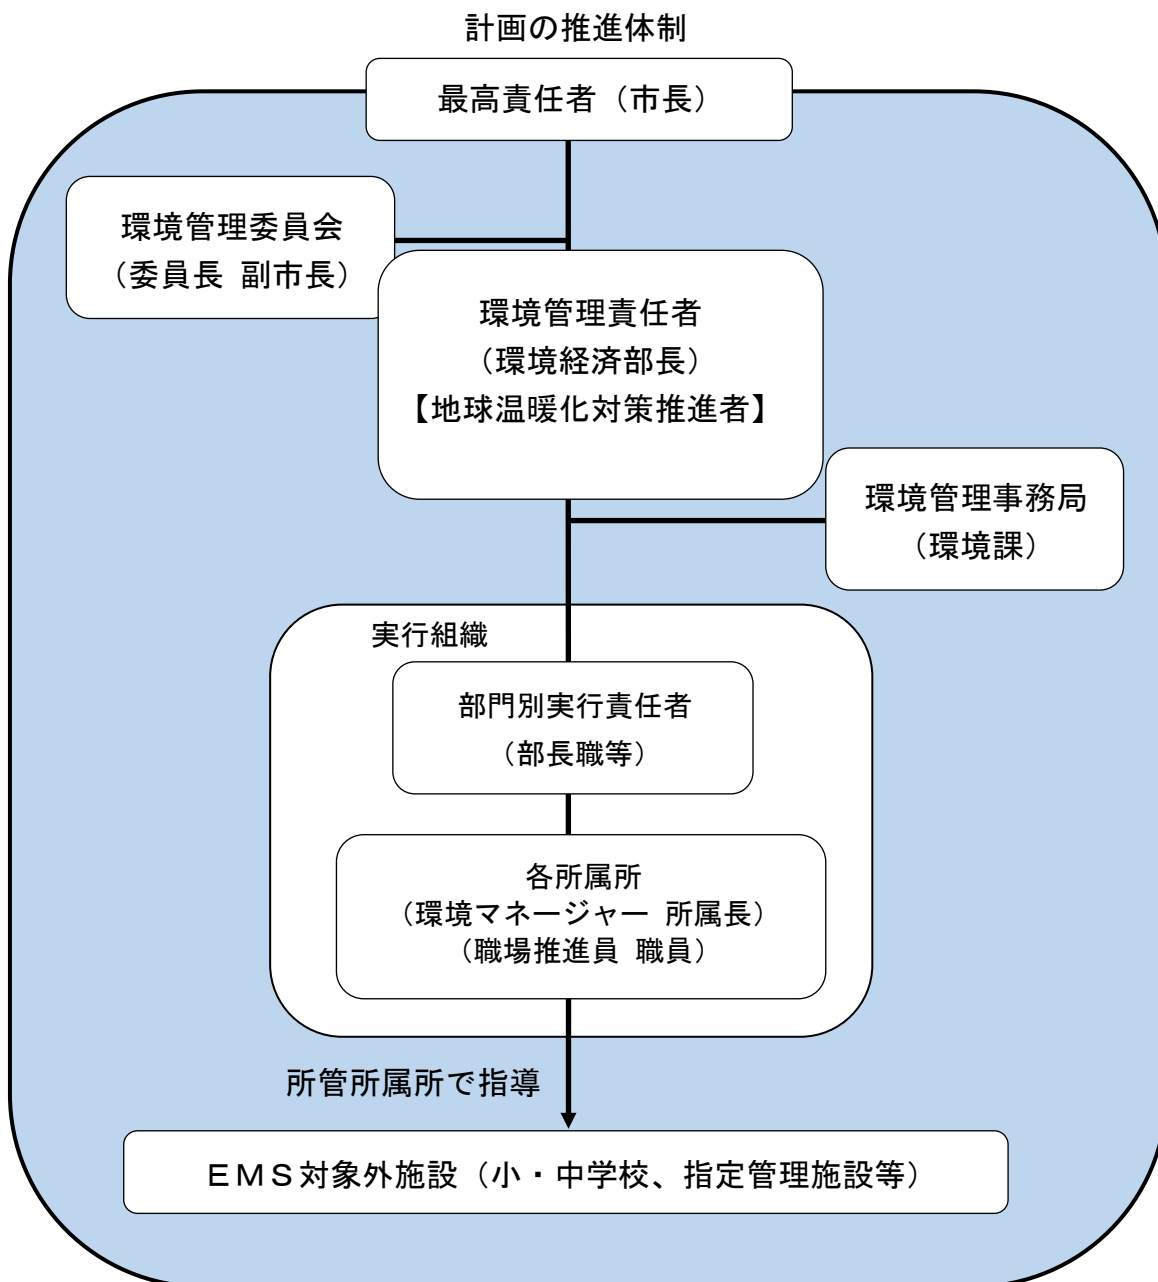 計画の推進体制
最高責任者（市長）
環境管理委員会
（委員長 副市長）
環境管理責任者
（環境経済部長）
【地球温暖化対策推進者】
環境管理事務局
（環境課）
実行組織
部門別実行責任者
（部長職等）
各所属所
（環境マネージャー 所属長）
（職場推進員 職員）
所管所属所で指導
ＥＭＳ対象外施設（小・中学校、指定管理施設等）